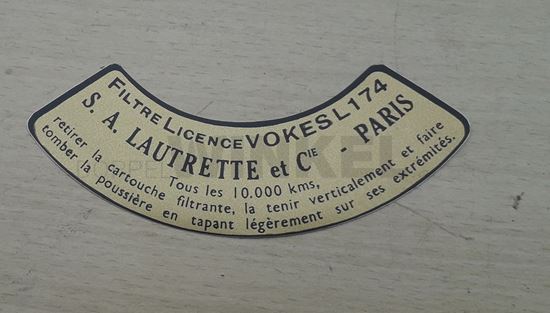 FILTRE LICENCE VOKES L 174
S. A. LAUTRETTE et CIE - PARIS
Tous les 10.000 kms,
retirer la cartouche filtrante, la tenir verticalement et faire
tomber la poussière en tapant légèrement sur ses extrémités.